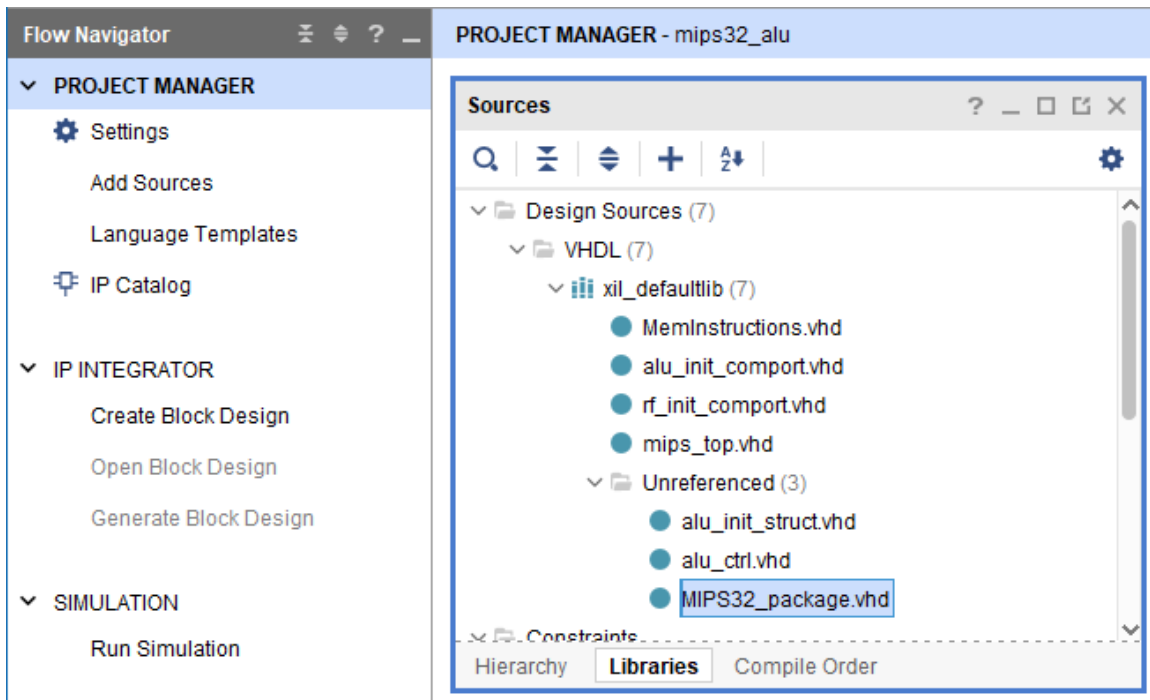 Flow Navigator
PROJECT MANAGER
Settings
Add Sources
Language Templates
IP Catalog
IP INTEGRATOR
Create Block Design
Open Block Design
Generate Block Design
SIMULATION
Run Simulation
PROJECT MANAGER - mips32_alu
Sources
Design Sources (7)
VHDL (7)
xil_defaultlib (7)
MemInstructions.vhd
alu_init_comport.vhd
rf_init_comport.vhd
mips_top.vhd
Unreferenced (3)
alu_init_struct.vhd
alu_ctrl.vhd
MIPS32_package.vhd
Constraints
Hierarchy Libraries Compile Order